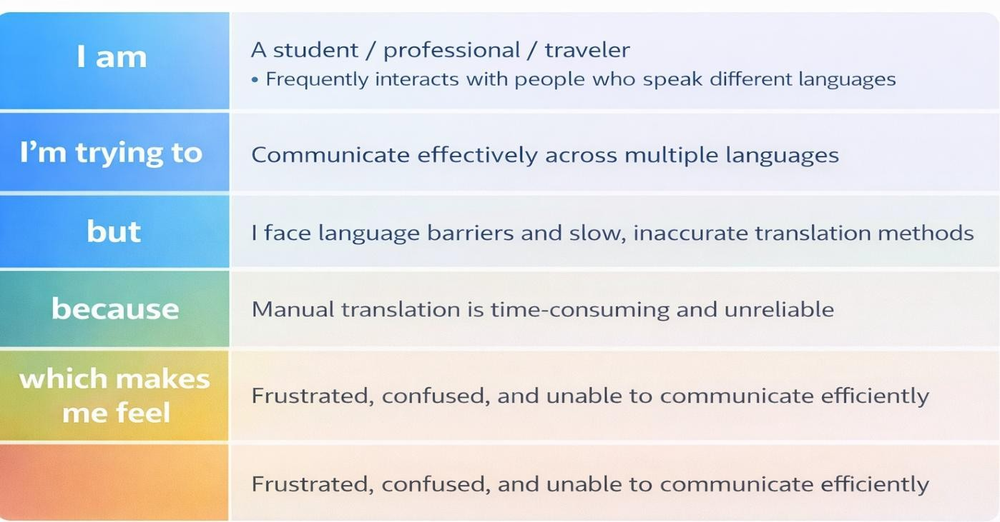 I am
A student / professional / traveler
• Frequently interacts with people who speak different languages
I’m trying to
Communicate effectively across multiple languages
but
I face language barriers and slow, inaccurate translation methods
because
Manual translation is time-consuming and unreliable
which makes
me feel
Frustrated, confused, and unable to communicate efficiently
Frustrated, confused, and unable to communicate efficiently